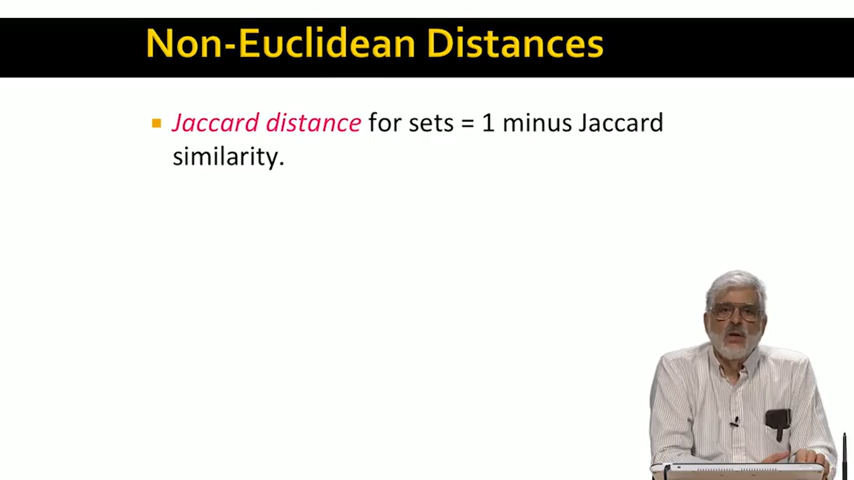 Non-Euclidean Distances
Jaccard distance for sets = 1 minus Jaccard
similarity.